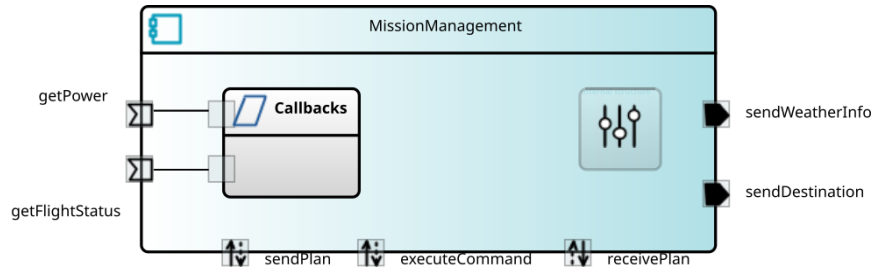 MissionManagement
getPower
Callbacks
sendWeatherInfo
getFlightStatus
sendDestination
sendPlan
executeCommand
receivePlan